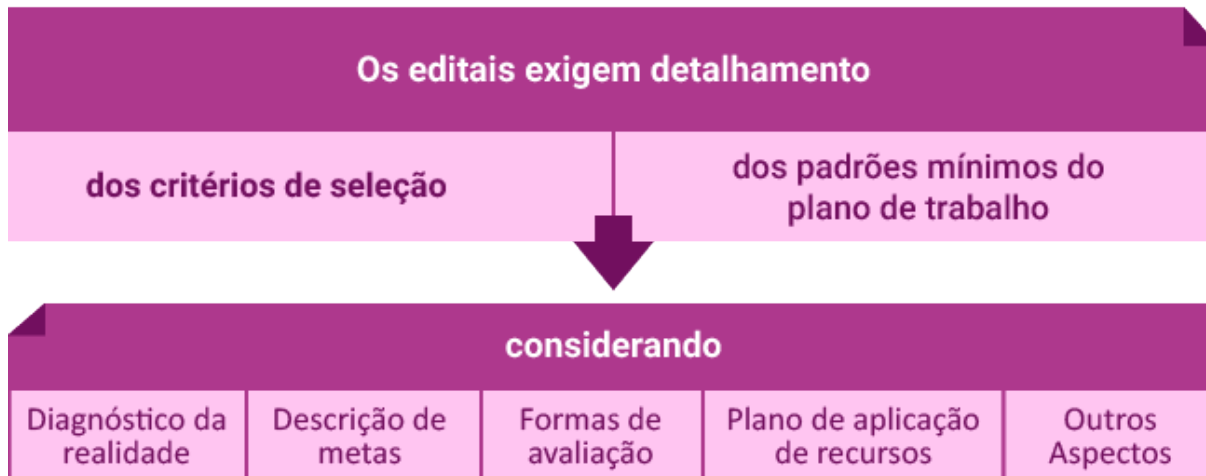 Os editais exigem detalhamento
dos critérios de seleção
dos padrões mínimos do
plano de trabalho
considerando
Diagnóstico da
realidade
Descrição de
metas
Formas de
avaliação
Plano de aplicação
de recursos
Outros
Aspectos